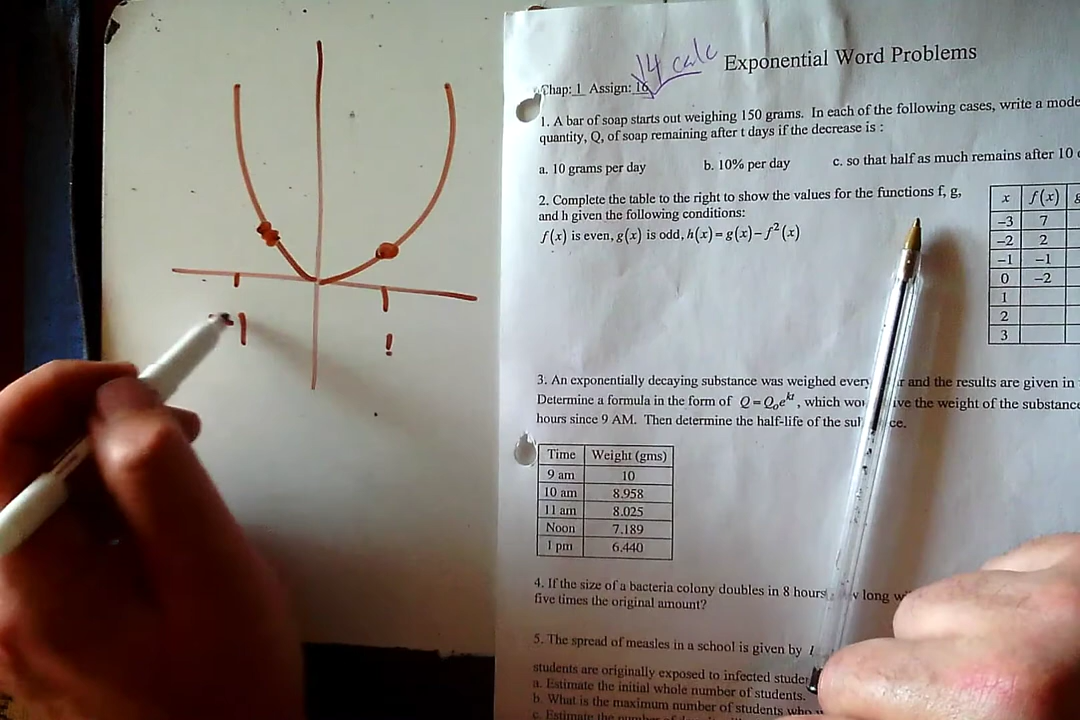 -1
1
√4 calc
Exponential Word Problems
Chap: 1 Assign: 16
1. A bar of soap starts out weighing 150 grams. In each of the following cases, write a mode
quantity, Q, of soap remaining after t days if the decrease is :
a. 10 grams per day b. 10% per day c. so that half as much remains after 10
2. Complete the table to the right to show the values for the functions f, g,
and h given the following conditions:
f(x) is even, g(x) is odd, h(x)=g(x)−f²(x)
x f(x) g
−3 7
−2 2
−1 −1
0 −2
1
2
3
3. An exponentially decaying substance was weighed every and the results are given in
Determine a formula in the form of Q=Q₀eᵏᵗ, which the weight of the substance
hours since 9 AM. Then determine the half-life of the
Time Weight (gms)
9 am 10
10 am 8.958
11 am 8.025
Noon 7.189
1 pm 6.440
4. If the size of a bacteria colony doubles in 8 hours, long
five times the original amount?
5. The spread of measles in a school is given by
students are originally exposed to infected
a. Estimate the initial whole number of students.
b. What is the maximum number of students who
c. Estimate the